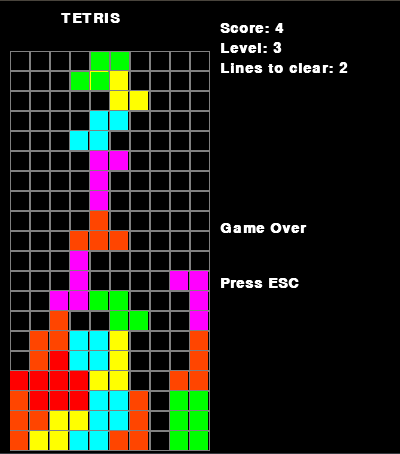 TETRIS
Score: 4
Level: 3
Lines to clear: 2
Game Over
Press ESC